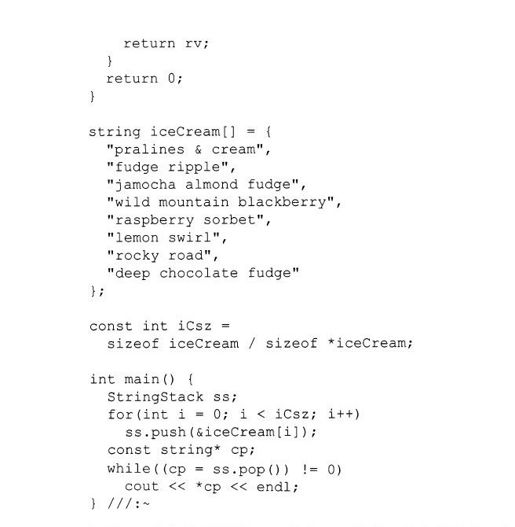 return rv;
  }
  return 0;
}

string iceCream[] = {
  "pralines & cream",
  "fudge ripple",
  "jamocha almond fudge",
  "wild mountain blackberry",
  "raspberry sorbet",
  "lemon swirl",
  "rocky road",
  "deep chocolate fudge"
};

const int iCsz =
  sizeof iceCream / sizeof *iceCream;

int main() {
  StringStack ss;
  for(int i = 0; i < iCsz; i++)
    ss.push(&iceCream[i]);
  const string* cp;
  while((cp = ss.pop()) != 0)
    cout << *cp << endl;
} ///:~